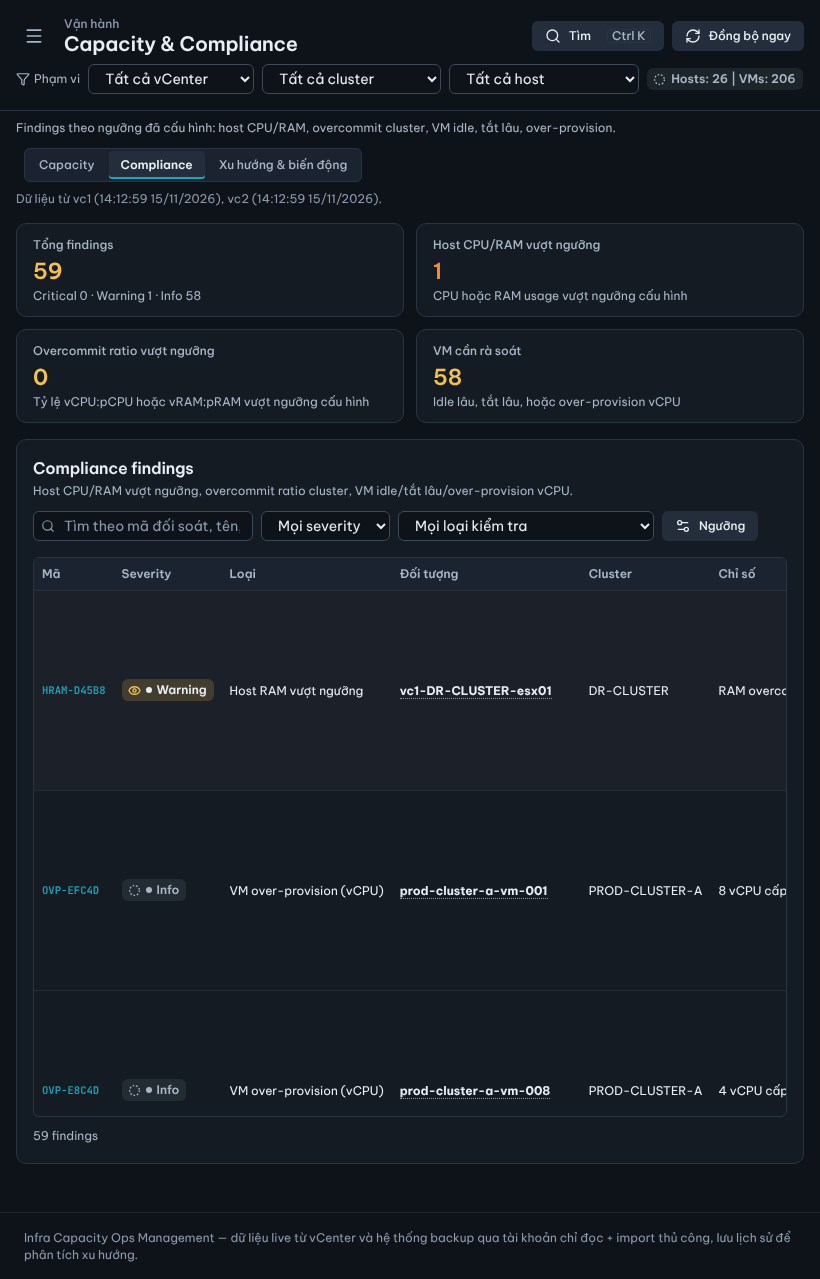 Vận hành
Capacity & Compliance
Tìm Ctrl K
Đồng bộ ngay
Phạm vi
Tất cả vCenter
Tất cả cluster
Tất cả host
Hosts: 26 | VMs: 206
Findings theo ngưỡng đã cấu hình: host CPU/RAM, overcommit cluster, VM idle, tắt lâu, over-provision.
Capacity Compliance Xu hướng & biến động
Dữ liệu từ vc1 (14:12:59 15/11/2026), vc2 (14:12:59 15/11/2026).
Tổng findings
59
Critical 0 · Warning 1 · Info 58
Host CPU/RAM vượt ngưỡng
1
CPU hoặc RAM usage vượt ngưỡng cấu hình
Overcommit ratio vượt ngưỡng
0
Tỷ lệ vCPU:pCPU hoặc vRAM:pRAM vượt ngưỡng cấu hình
VM cần rà soát
58
Idle lâu, tắt lâu, hoặc over-provision vCPU
Compliance findings
Host CPU/RAM vượt ngưỡng, overcommit ratio cluster, VM idle/tắt lâu/over-provision vCPU.
Tìm theo mã đối soát, tên,
Mọi severity
Mọi loại kiểm tra
Ngưỡng
Mã Severity Loại Đối tượng Cluster Chỉ số
HRAM-D45B8 Warning Host RAM vượt ngưỡng vc1-DR-CLUSTER-esx01 DR-CLUSTER RAM overco
OVP-EFC4D Info VM over-provision (vCPU) prod-cluster-a-vm-001 PROD-CLUSTER-A 8 vCPU cấp
OVP-E8C4D Info VM over-provision (vCPU) prod-cluster-a-vm-008 PROD-CLUSTER-A 4 vCPU cấp
59 findings
Infra Capacity Ops Management — dữ liệu live từ vCenter và hệ thống backup qua tài khoản chỉ đọc + import thủ công, lưu lịch sử để
phân tích xu hướng.